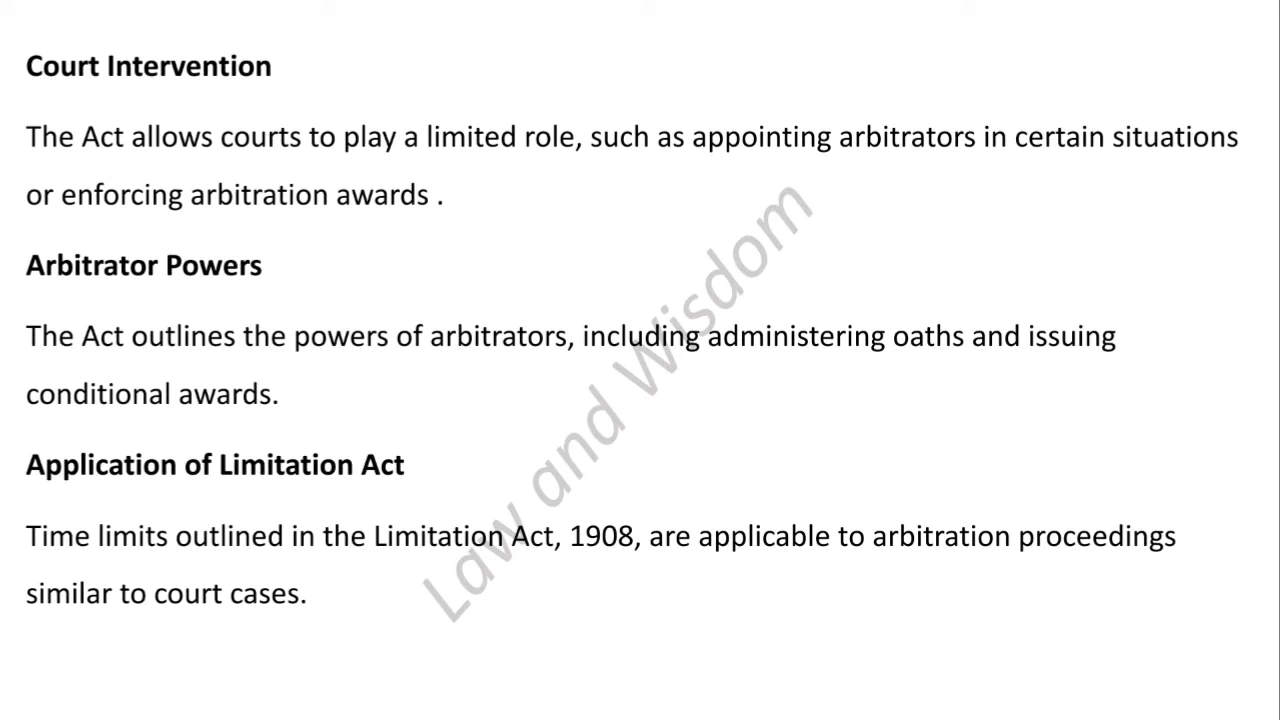 Court Intervention
The Act allows courts to play a limited role, such as appointing arbitrators in certain situations
or enforcing arbitration awards .
Arbitrator Powers
The Act outlines the powers of arbitrators, including administering oaths and issuing
conditional awards.
Application of Limitation Act
Time limits outlined in the Limitation Act, 1908, are applicable to arbitration proceedings
similar to court cases.
Law and Wisdom